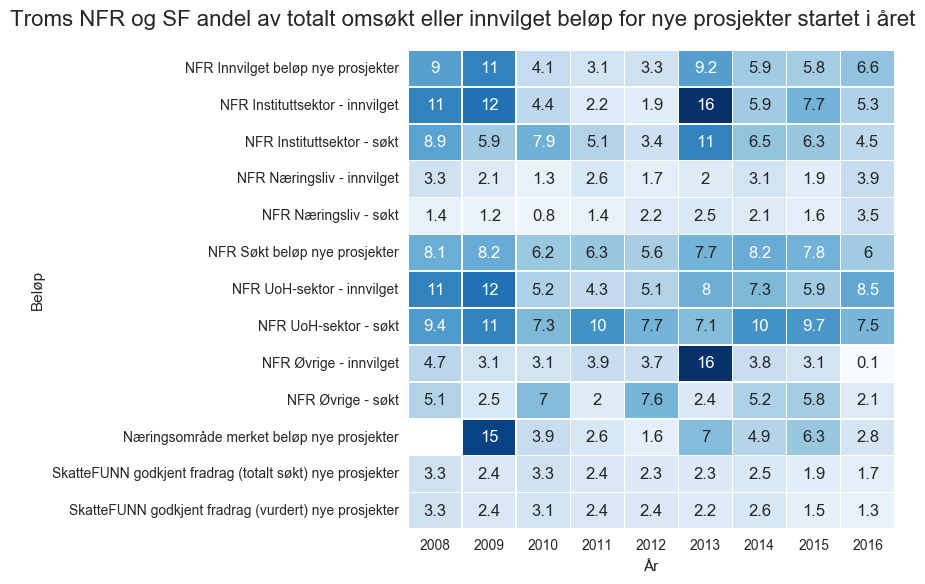 Troms NFR og SF andel av totalt omsøkt eller innvilget beløp for nye prosjekter startet i året
NFR Innvilget beløp nye prosjekter 9 11 4.1 3.1 3.3 9.2 5.9 5.8 6.6
NFR Instituttsektor - innvilget 11 12 4.4 2.2 1.9 16 5.9 7.7 5.3
NFR Instituttsektor - søkt 8.9 5.9 7.9 5.1 3.4 11 6.5 6.3 4.5
NFR Næringsliv - innvilget 3.3 2.1 1.3 2.6 1.7 2 3.1 1.9 3.9
NFR Næringsliv - søkt 1.4 1.2 0.8 1.4 2.2 2.5 2.1 1.6 3.5
NFR Søkt beløp nye prosjekter 8.1 8.2 6.2 6.3 5.6 7.7 8.2 7.8 6
NFR UoH-sektor - innvilget 11 12 5.2 4.3 5.1 8 7.3 5.9 8.5
NFR UoH-sektor - søkt 9.4 11 7.3 10 7.7 7.1 10 9.7 7.5
NFR Øvrige - innvilget 4.7 3.1 3.1 3.9 3.7 16 3.8 3.1 0.1
NFR Øvrige - søkt 5.1 2.5 7 2 7.6 2.4 5.2 5.8 2.1
Næringsområde merket beløp nye prosjekter 15 3.9 2.6 1.6 7 4.9 6.3 2.8
SkatteFUNN godkjent fradrag (totalt søkt) nye prosjekter 3.3 2.4 3.3 2.4 2.3 2.3 2.5 1.9 1.7
SkatteFUNN godkjent fradrag (vurdert) nye prosjekter 3.3 2.4 3.1 2.4 2.4 2.2 2.6 1.5 1.3
2008 2009 2010 2011 2012 2013 2014 2015 2016
År
Beløp